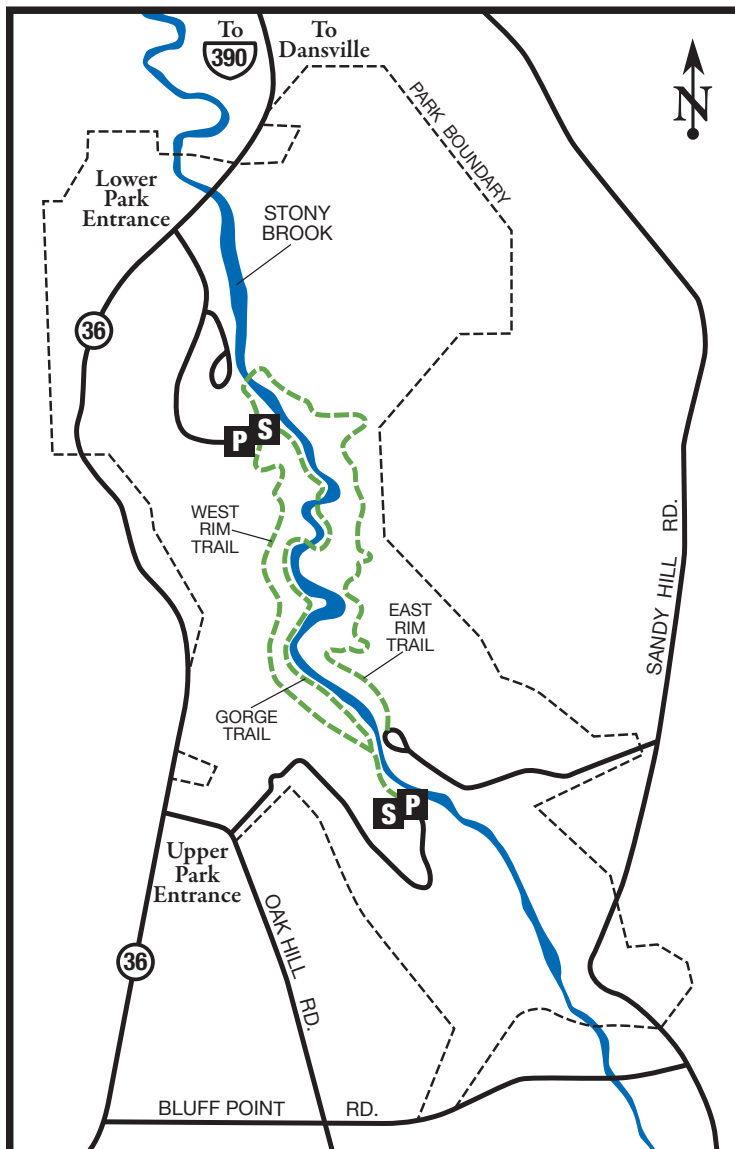 To
390
To
Dansville
N
PARK BOUNDARY
Lower
Park
Entrance
STONY
BROOK
36
S
P
WEST
RIM
TRAIL
SANDY HILL RD.
EAST
RIM
TRAIL
GORGE
TRAIL
P
S
Upper
Park
Entrance
OAK HILL RD.
36
BLUFF POINT RD.